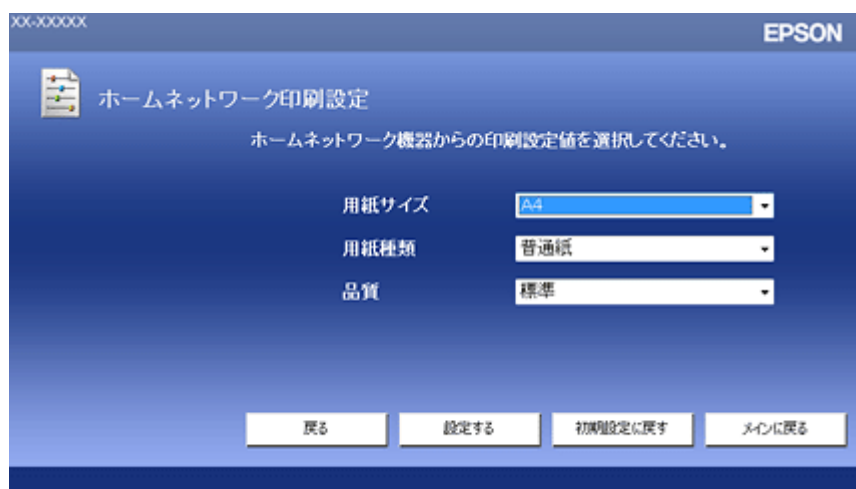 XX-XXXXX
EPSON
ホームネットワーク印刷設定
ホームネットワーク機器からの印刷設定値を選択してください。
用紙サイズ A4
用紙種類 普通紙
品質 標準
戻る 設定する 初期設定に戻す メインに戻る